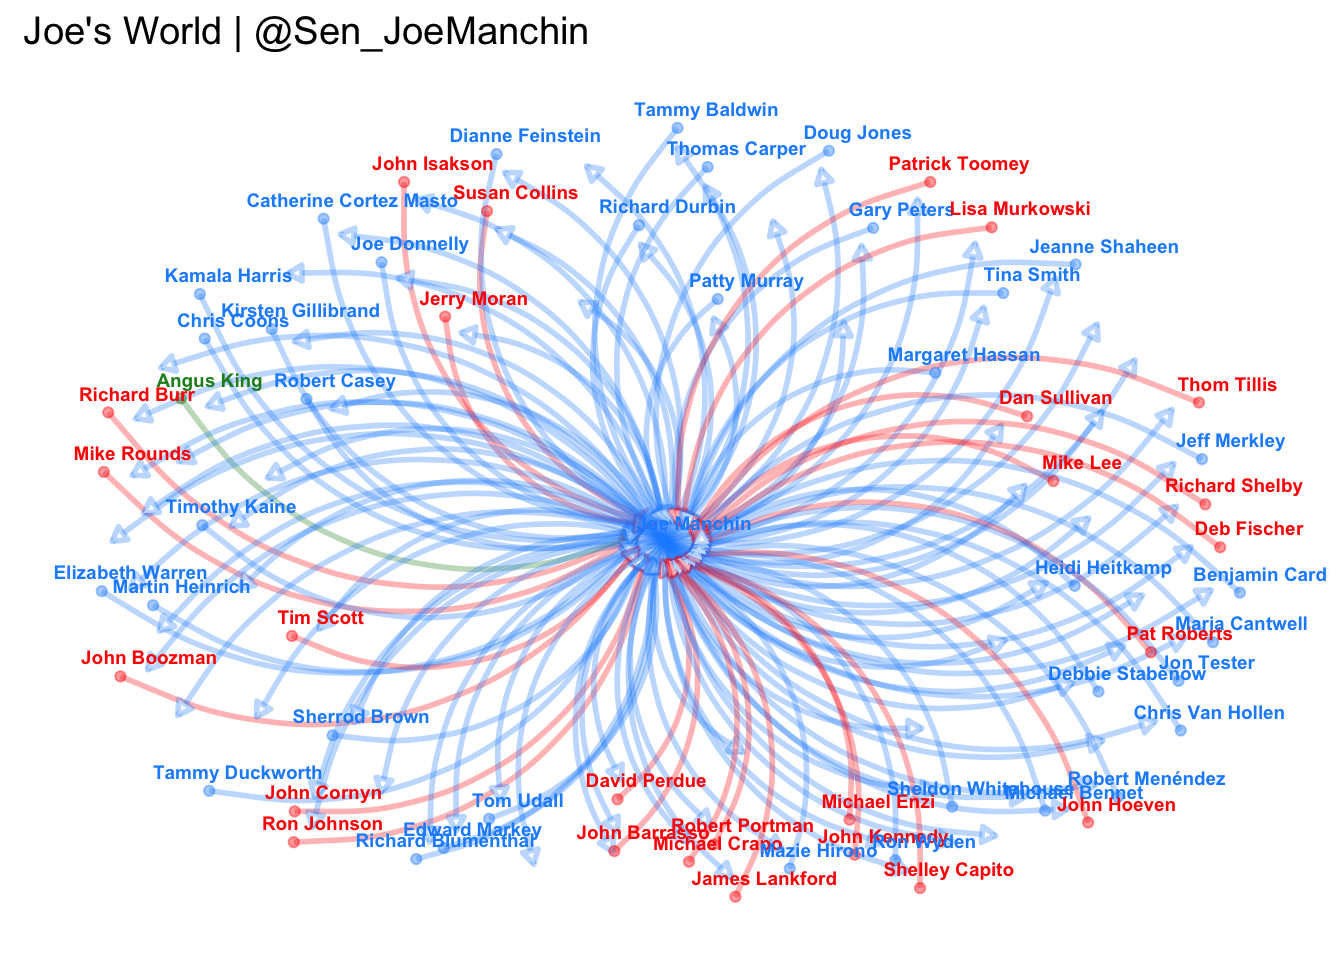 Joe's World | @Sen_JoeManchin
Tammy Baldwin
Doug Jones
Dianne Feinstein
Thomas Carper
John Isakson
Patrick Toomey
Susan Collins
Catherine Cortez Masto
Richard Durbin
Gary Peters
Lisa Murkowski
Joe Donnelly
Jeanne Shaheen
Kamala Harris
Tina Smith
Patty Murray
Jerry Moran
Kirsten Gillibrand
Chris Coons
Margaret Hassan
Angus King
Robert Casey
Thom Tillis
Richard Burr
Dan Sullivan
Jeff Merkley
Mike Rounds
Mike Lee
Richard Shelby
Timothy Kaine
Joe Manchin
Deb Fischer
Heidi Heitkamp
Elizabeth Warren
Benjamin Card
Martin Heinrich
Tim Scott
Maria Cantwell
Pat Roberts
John Boozman
Jon Tester
Debbie Stabenow
Sherrod Brown
Chris Van Hollen
Tammy Duckworth
David Perdue
Robert Menéndez
John Cornyn
Sheldon Whitehouse
Michael Bennet
Tom Udall
Michael Enzi
John Hoeven
Ron Johnson
Robert Portman
Edward Markey
John Barrasso
John Kennedy
Richard Blumenthal
Michael Crapo
Ron Wyden
Mazie Hirono
Shelley Capito
James Lankford